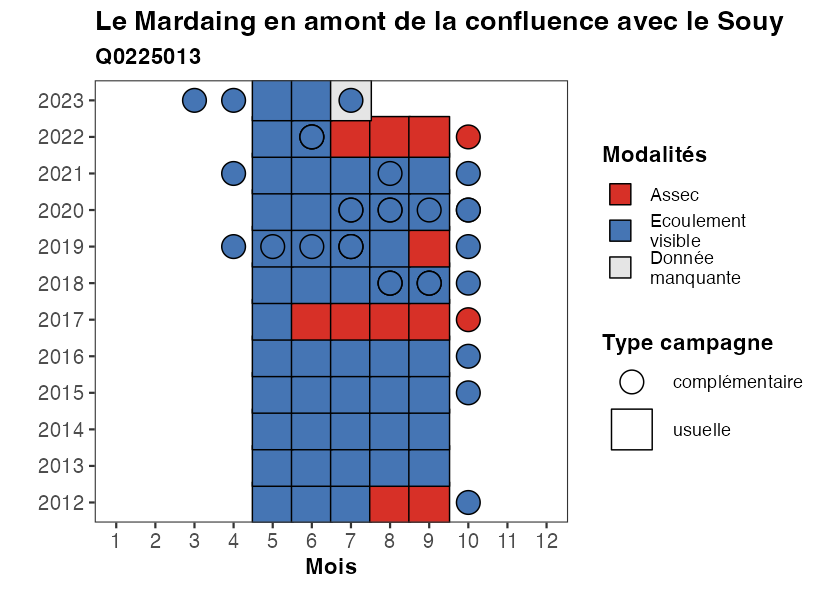 Le Mardaing en amont de la confluence avec le Souy
Q0225013
2023
2022
2021
2020
2019
2018
2017
2016
2015
2014
2013
2012
1 2 3 4 5 6 7 8 9 10 11 12
Mois
Modalités
Assec
Ecoulement
visible
Donnée
manquante
Type campagne
complémentaire
usuelle